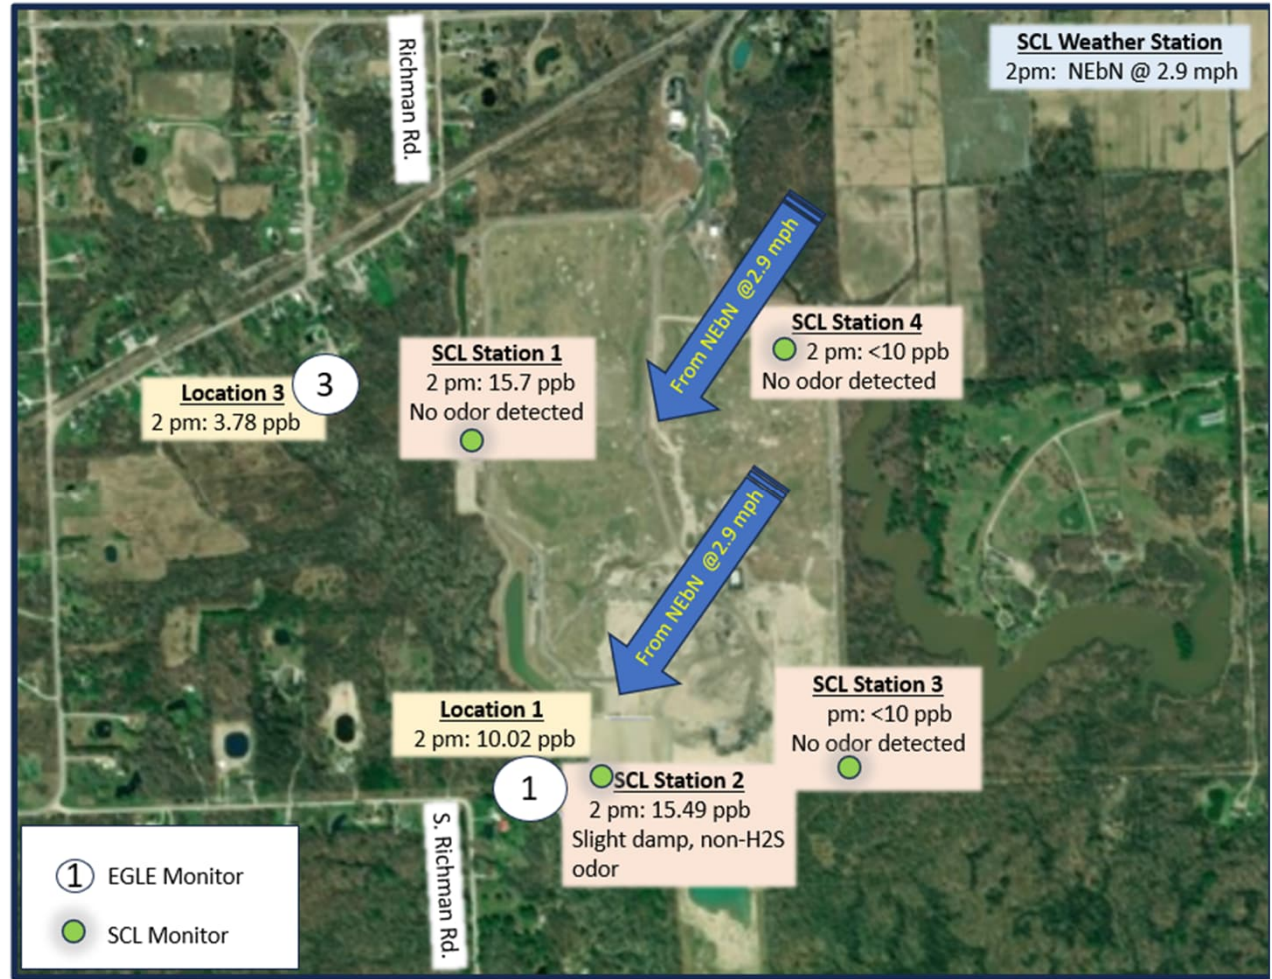 Richman Rd.
SCL Weather Station
2pm: NEbN @ 2.9 mph
From NEbN @2.9 mph
SCL Station 4
2 pm: <10 ppb
No odor detected
SCL Station 1
2 pm: 15.7 ppb
No odor detected
3
Location 3
2 pm: 3.78 ppb
From NEbN @2.9 mph
Location 1
2 pm: 10.02 ppb
1
SCL Station 3
pm: <10 ppb
No odor detected
SCL Station 2
2 pm: 15.49 ppb
Slight damp, non-H2S
odor
S. Richman Rd.
1 EGLE Monitor
SCL Monitor